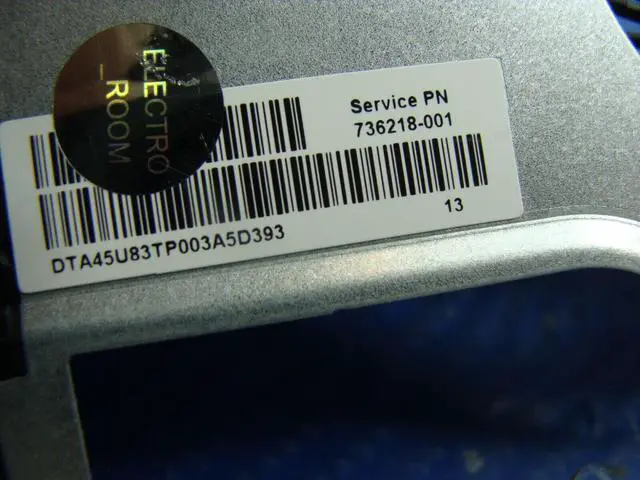 ELECTRO
_ROOM
Service PN
736218-001
13
DTA45U83TP003A5D393